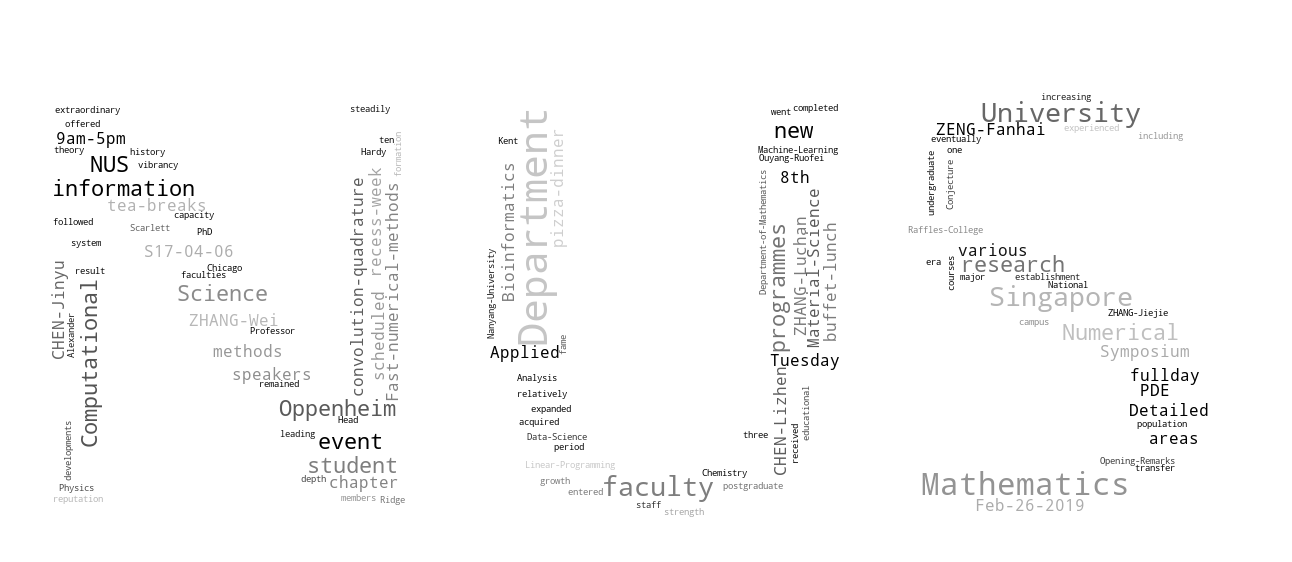 extraordinary
offered
9am-5pm
theory
history
NUS
vibrancy
information
tea-breaks
capacity
followed
Scarlett
PhD
system
S17-04-06
Chicago
result
faculties
CHEN-Jinyu
Computational
Alexander
Science
ZHANG-Wei
Professor
methods
speakers
remained
Oppenheim
Head
leading
event
student
depth
chapter
members
Ridge
developments
Physics
reputation
steadily
ten
Hardy
formation
convolution-quadrature
scheduled
recess-week
Fast-numerical-methods
Kent
Department
pizza-dinner
Bioinformatics
Nanyang-University
Applied
fame
Analysis
relatively
expanded
acquired
Data-Science
period
Linear-Programming
growth
entered
faculty
staff
strength
Chemistry
postgraduate
three
went
completed
new
Machine-Learning
Ouyang-Ruofei
8th
Department-of-Mathematics
programmes
ZHANG-Luchan
Material-Science
buffet-lunch
Tuesday
CHEN-Lizhen
received
educational
increasing
University
ZENG-Fanhai
experienced
eventually
including
one
undergraduate
Conjecture
Raffles-College
various
era
courses
research
major
establishment
National
Singapore
ZHANG-Jiejie
campus
Numerical
Symposium
fullday
PDE
Detailed
population
areas
Opening-Remarks
transfer
Mathematics
Feb-26-2019